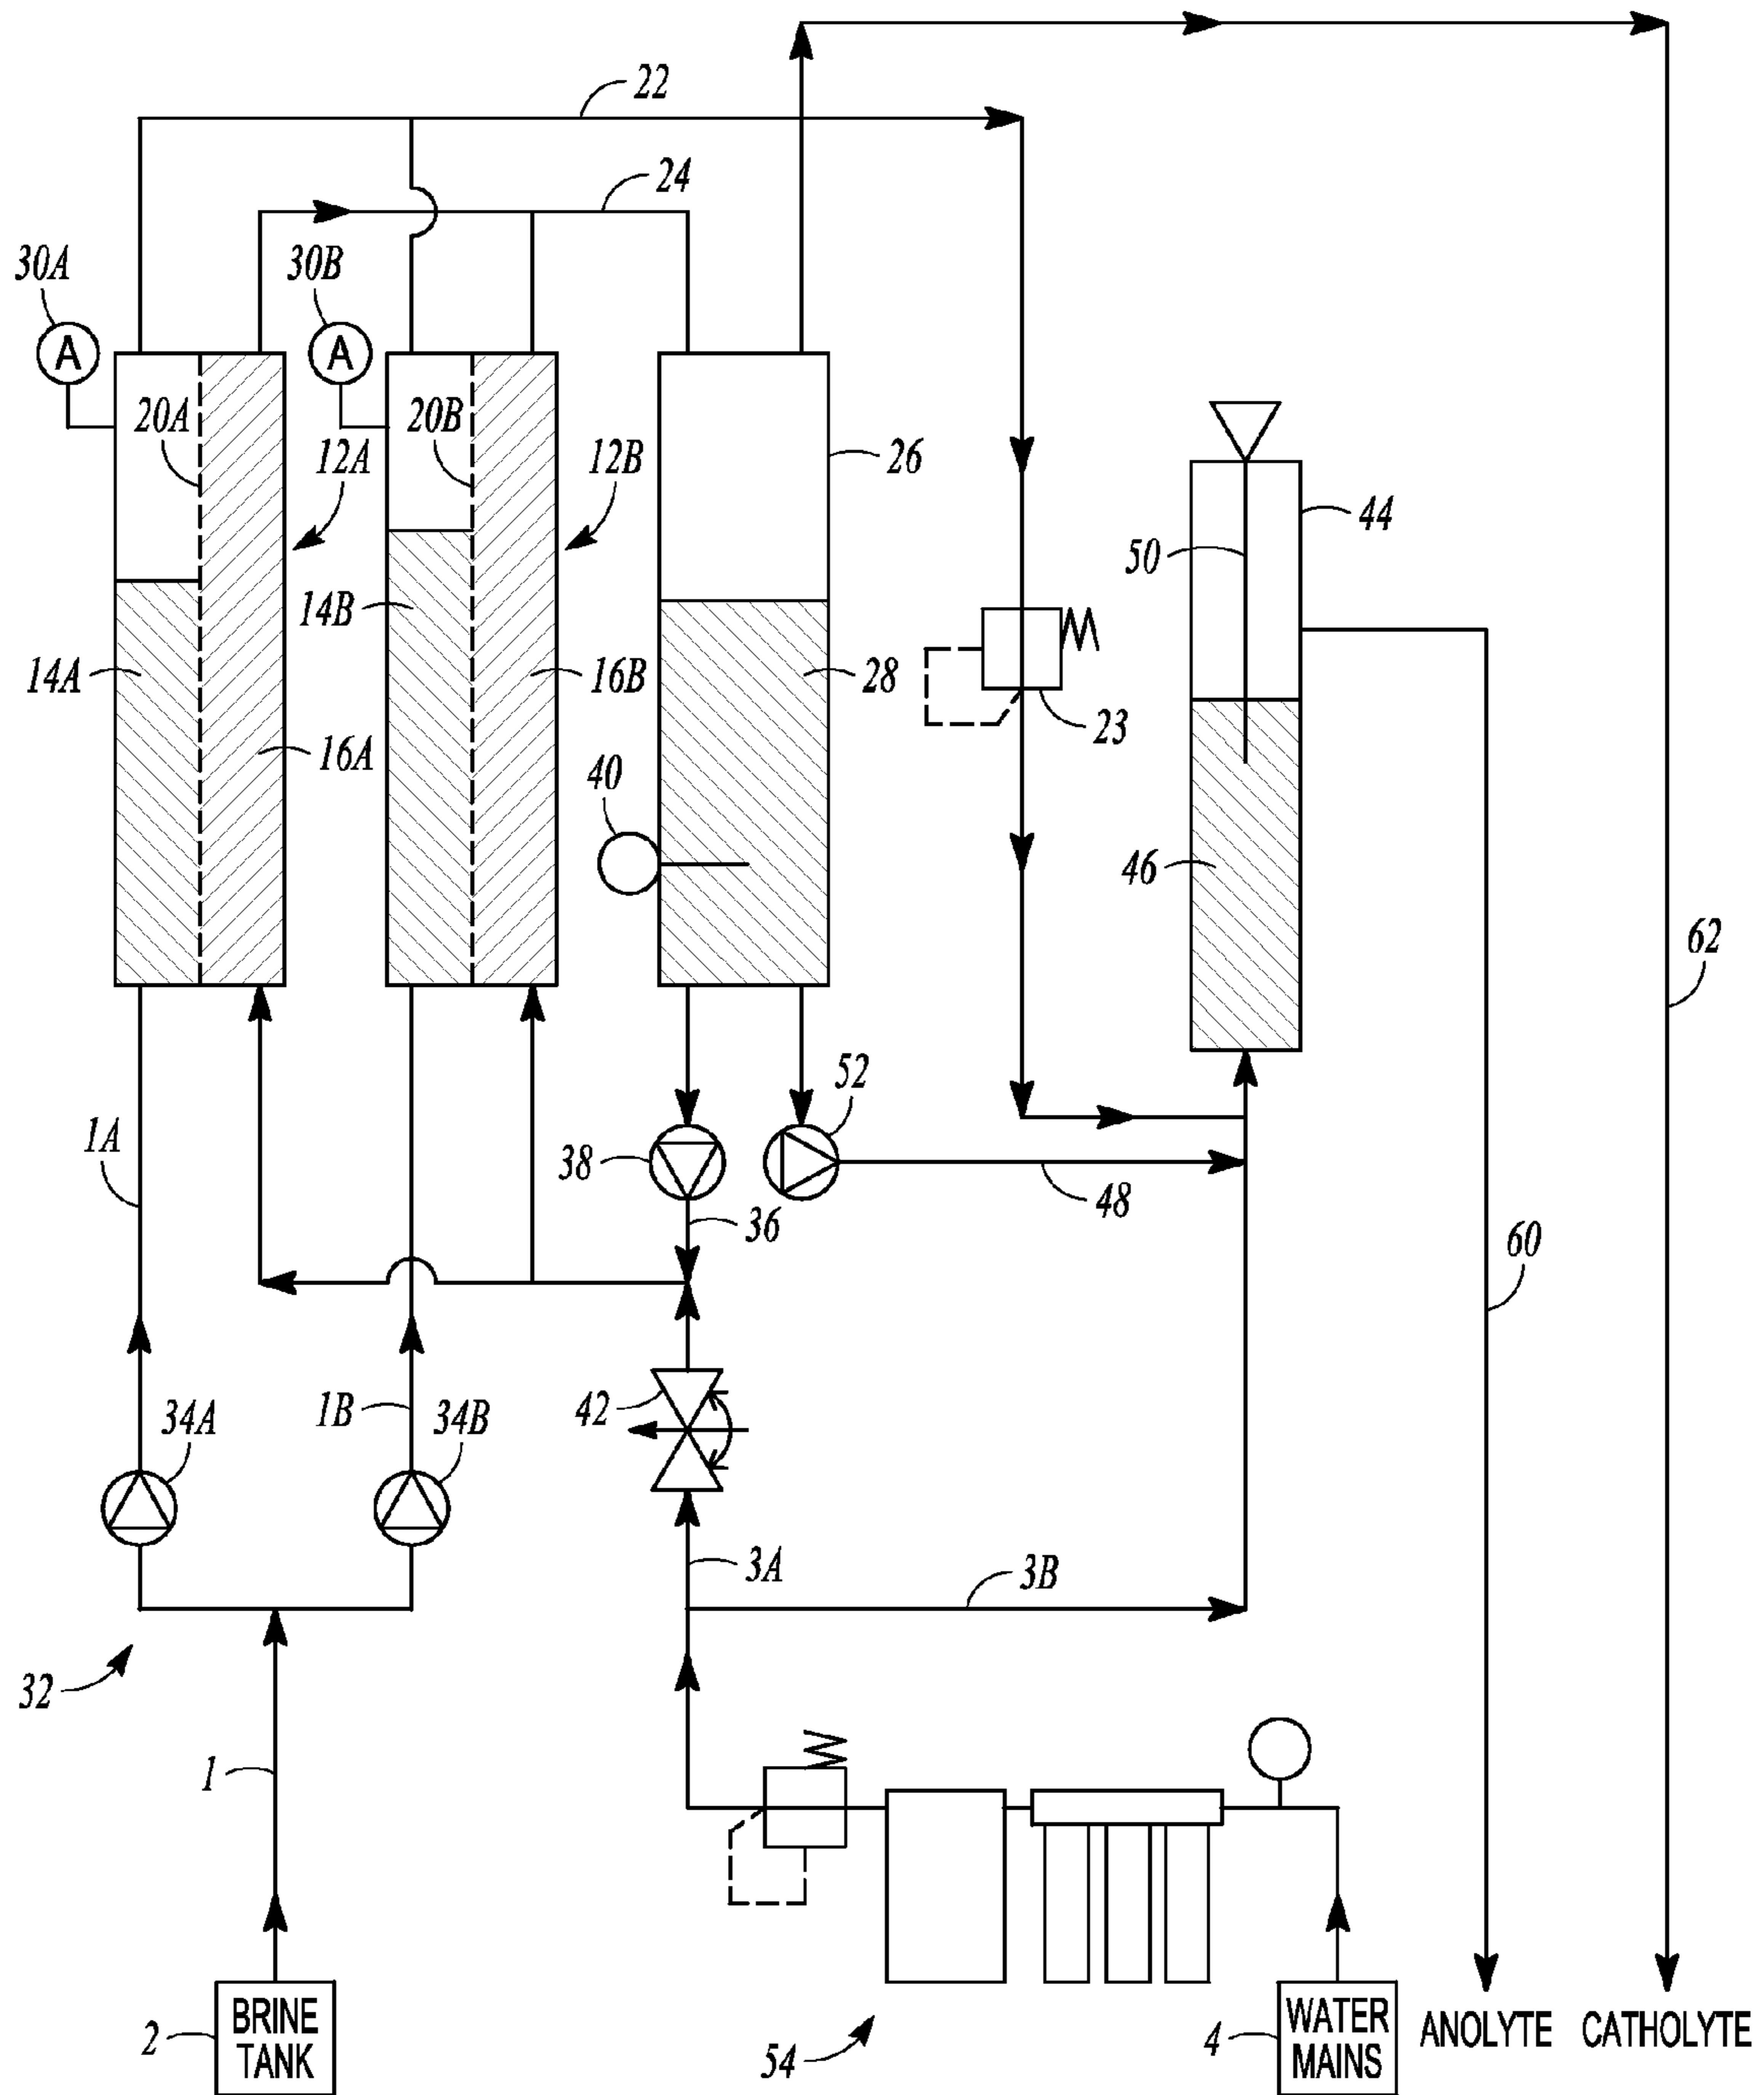 22
24
30A
30B
A
A
20A
20B
12A
12B
26
44
50
14B
14A
16B
28
23
16A
40
46
62
52
1A
38
48
36
60
42
1B
34A
34B
3A
3B
32
1
BRINE
TANK
2
54
4
WATER
MAINS
ANOLYTE
CATHOLYTE